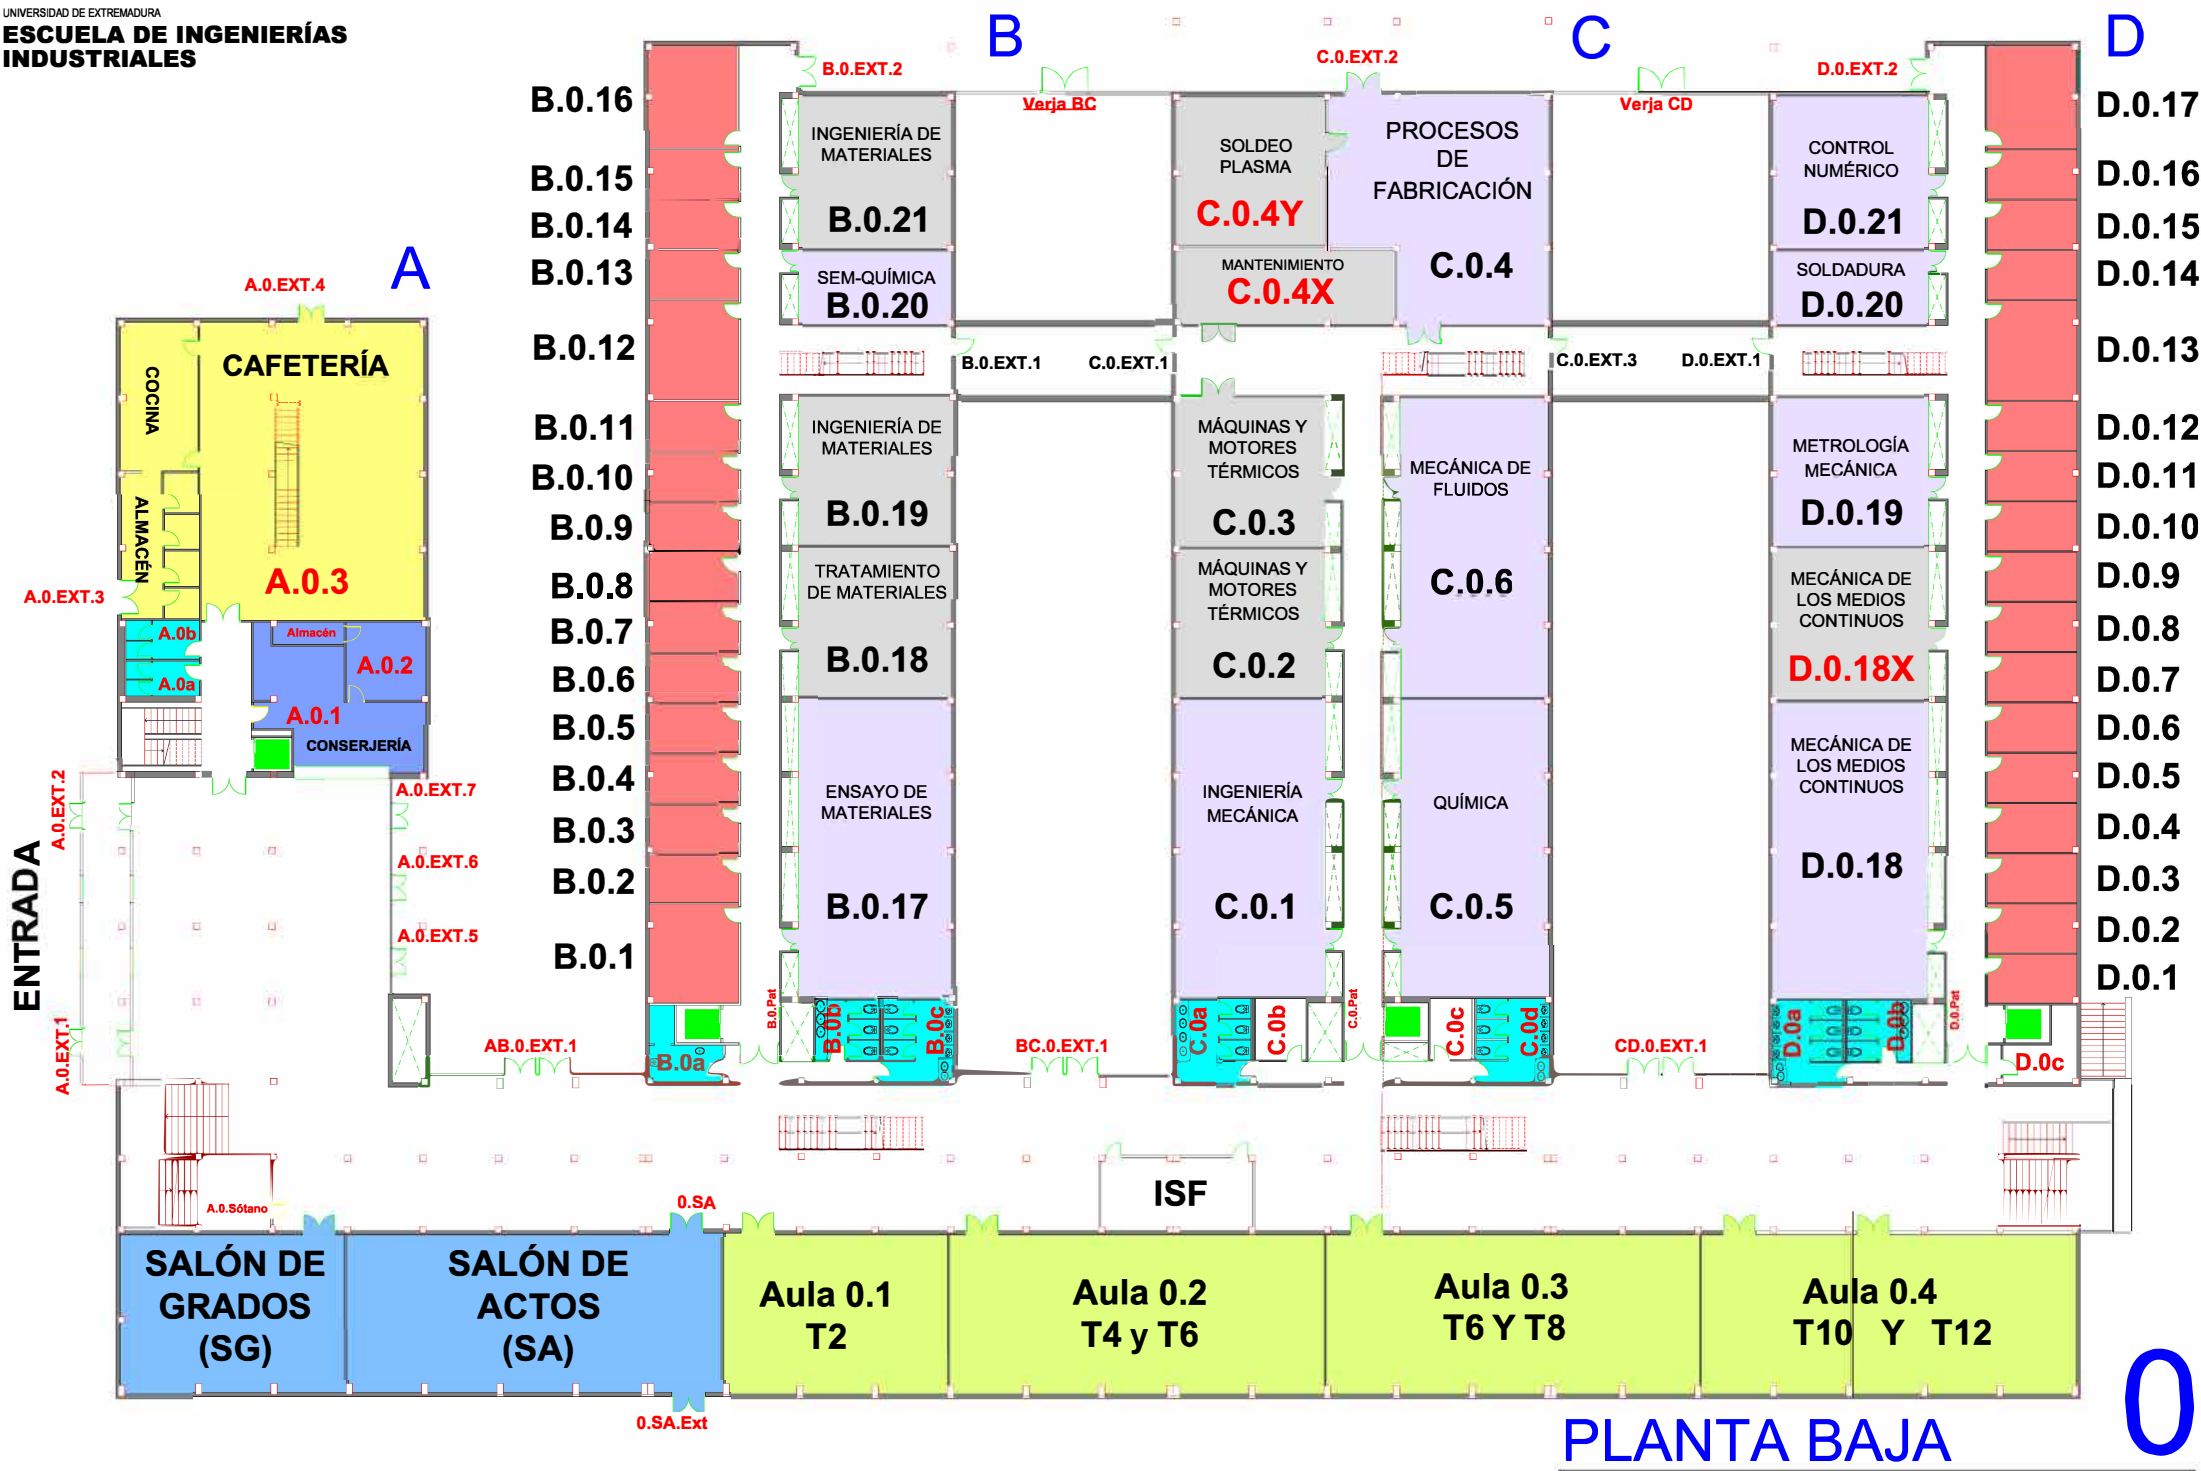 UNIVERSIDAD DE EXTREMADURA
ESCUELA DE INGENIERÍAS
INDUSTRIALES
A
B
C
D
A.0.EXT.4
CAFETERÍA
COCINA
ALMACÉN
A.0.3
A.0.EXT.3
A.0b
A.0a
Almacén
A.0.2
A.0.1
CONSERJERÍA
ENTRADA
A.0.EXT.2
A.0.EXT.1
A.0.EXT.7
A.0.EXT.6
A.0.EXT.5
A.0.Sótano
B.0.16
B.0.15
B.0.14
B.0.13
B.0.12
B.0.11
B.0.10
B.0.9
B.0.8
B.0.7
B.0.6
B.0.5
B.0.4
B.0.3
B.0.2
B.0.1
B.0.EXT.2
INGENIERÍA DE
MATERIALES
B.0.21
SEM-QUÍMICA
B.0.20
B.0.EXT.1
INGENIERÍA DE
MATERIALES
B.0.19
TRATAMIENTO
DE MATERIALES
B.0.18
ENSAYO DE
MATERIALES
B.0.17
B.0.Pat
B.0a
B.0b
B.0c
AB.0.EXT.1
Verja BC
C.0.EXT.2
SOLDEO
PLASMA
C.0.4Y
PROCESOS
DE
FABRICACIÓN
C.0.4
MANTENIMIENTO
C.0.4X
C.0.EXT.1
C.0.EXT.3
MÁQUINAS Y
MOTORES
TÉRMICOS
C.0.3
MÁQUINAS Y
MOTORES
TÉRMICOS
C.0.2
INGENIERÍA
MECÁNICA
C.0.1
MECÁNICA DE
FLUIDOS
C.0.6
QUÍMICA
C.0.5
BC.0.EXT.1
C.0a
C.0b
C.0.Pat
C.0c
C.0d
Verja CD
D.0.EXT.2
CONTROL
NUMÉRICO
D.0.21
SOLDADURA
D.0.20
D.0.EXT.1
METROLOGÍA
MECÁNICA
D.0.19
MECÁNICA DE
LOS MEDIOS
CONTINUOS
D.0.18X
MECÁNICA DE
LOS MEDIOS
CONTINUOS
D.0.18
CD.0.EXT.1
D.0a
D.0b
D.0.Pat
D.0c
D.0.17
D.0.16
D.0.15
D.0.14
D.0.13
D.0.12
D.0.11
D.0.10
D.0.9
D.0.8
D.0.7
D.0.6
D.0.5
D.0.4
D.0.3
D.0.2
D.0.1
ISF
0.SA
SALÓN DE
GRADOS
(SG)
SALÓN DE
ACTOS
(SA)
Aula 0.1
T2
Aula 0.2
T4 y T6
Aula 0.3
T6 Y T8
Aula 0.4
T10 Y T12
0.SA.Ext
PLANTA BAJA
0